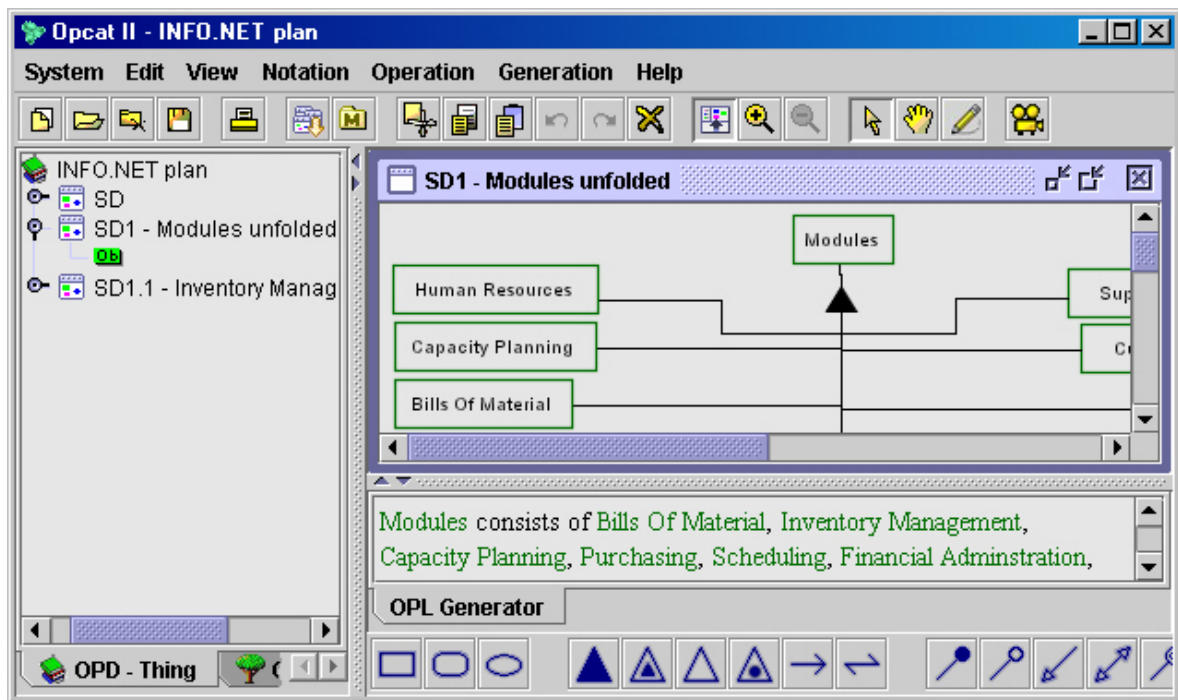 Opcat II - INFO.NET plan
System Edit View Notation Operation Generation Help
M
INFO.NET plan
SD
SD1 - Modules unfolded
Ob
SD1.1 - Inventory Manag
OPD - Thing
SD1 - Modules unfolded
Modules
Human Resources
Sup
Capacity Planning
Bills Of Material
Modules consists of Bills Of Material, Inventory Management,
Capacity Planning, Purchasing, Scheduling, Financial Adminstration,
OPL Generator